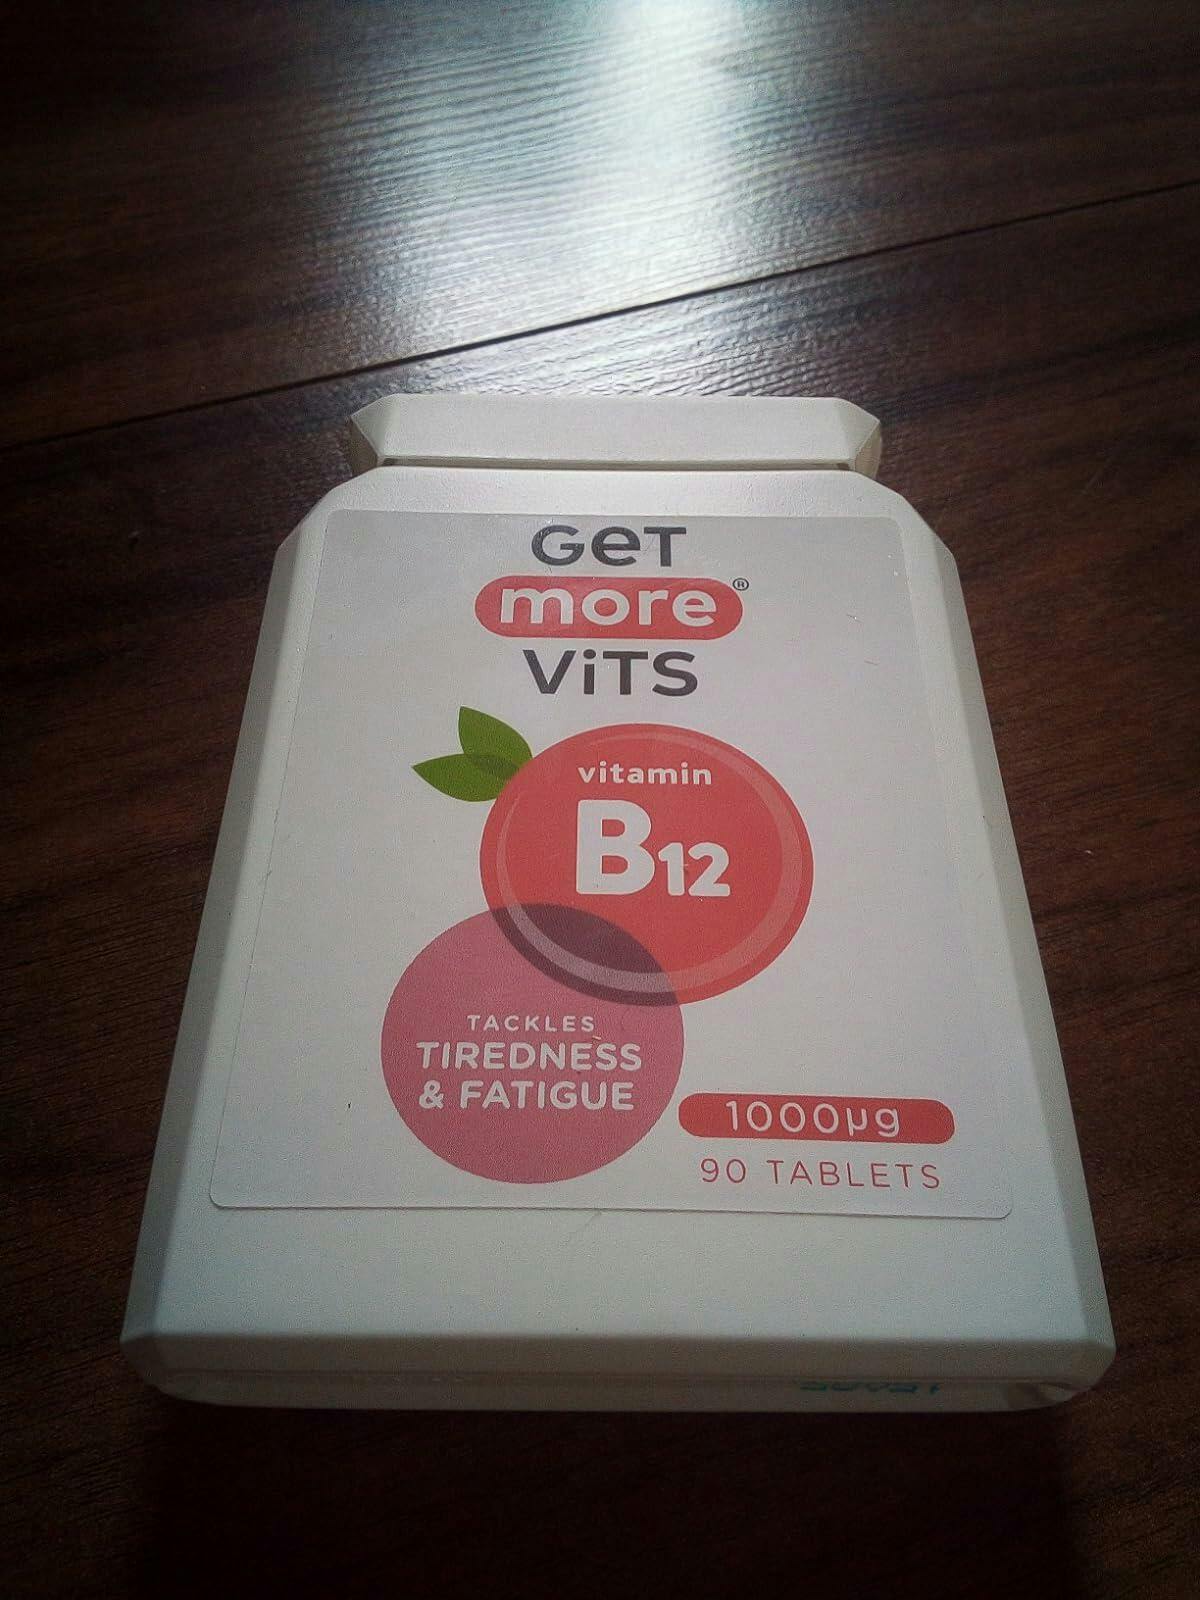 GeT
more®
ViTS
vitamin
B12
TACKLES
TIREDNESS
& FATIGUE
1000µg
90 TABLETS